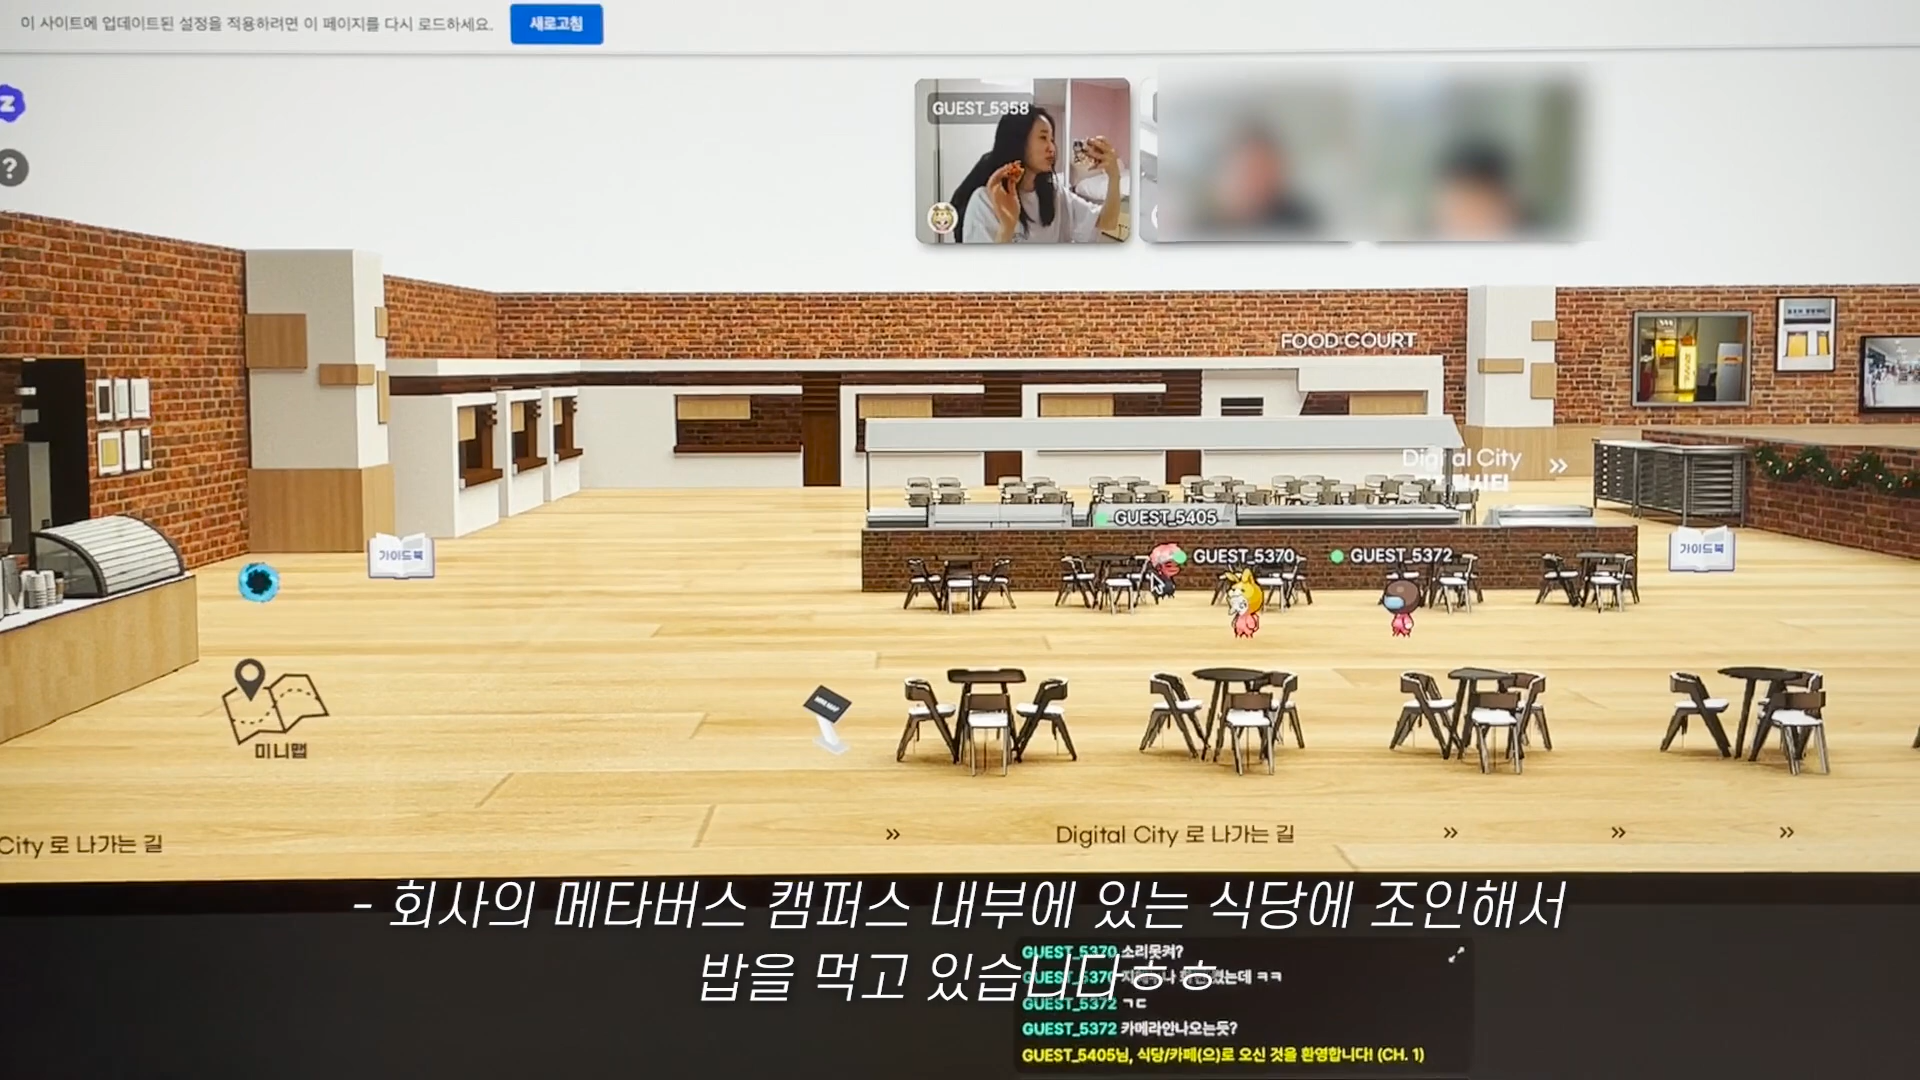 이 사이트에 업데이트된 설정을 적용하려면 이 페이지를 다시 로드하세요.
새로고침
Z
?
GUEST_5358
FOOD COURT
Digital City
GUEST_5405
GUEST_5370
GUEST_5372
가이드북
가이드북
미니맵
City 로 나가는 길
»
Digital City 로 나가는 길
»
»
»
- 회사의 메타버스 캠퍼스 내부에 있는 식당에 조인해서
밥을 먹고 있습니다ㅎㅎ
GUEST_5370 소리못켜?
GUEST_5370
ㅋㅋ
GUEST_5372 ㄱㄷ
GUEST_5372 카메라안나오는듯?
GUEST_5405님, 식당/카페(으)로 오신 것을 환영합니다! (CH. 1)